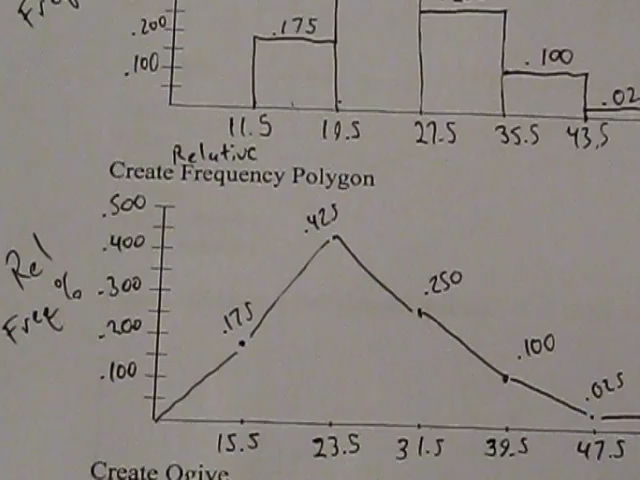 .200
.175
.100
.100
.02
11.5 19.5 27.5 35.5 43.5
Relative
Create Frequency Polygon
.500
.425
.400
Rel
%
Freq
.300
.250
.200
.175
.100
.100
.025
15.5 23.5 31.5 39.5 47.5
Create Ogive